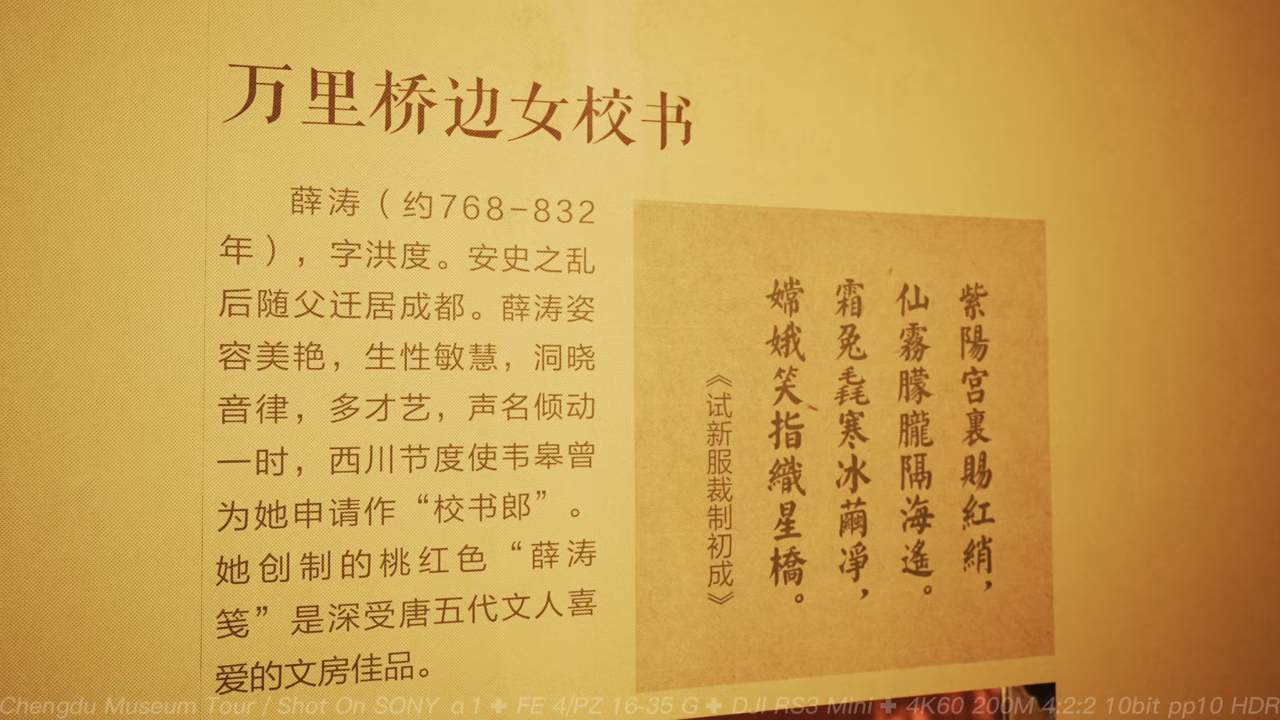 万里桥边女校书
薛涛（约768-832
年），字洪度。安史之乱
后随父迁居成都。薛涛姿
容美艳，生性敏慧，洞晓
音律，多才艺，声名倾动
一时，西川节度使韦皋曾
为她申请作“校书郎”。
她创制的桃红色“薛涛
笺”是深受唐五代文人喜
爱的文房佳品。
紫陽宮裏賜紅綃，
仙霧朦朧隔海遙。
霜兔毳寒冰繭凈，
嫦娥笑指織星橋。
《试新服裁制初成》
Chengdu Museum Tour / Shot On SONY α1 ✚ FE 4/PZ 16-35 G ✚ DJI RS3 Mini ✚ 4K60 200M 4:2:2 10bit pp10 HDR